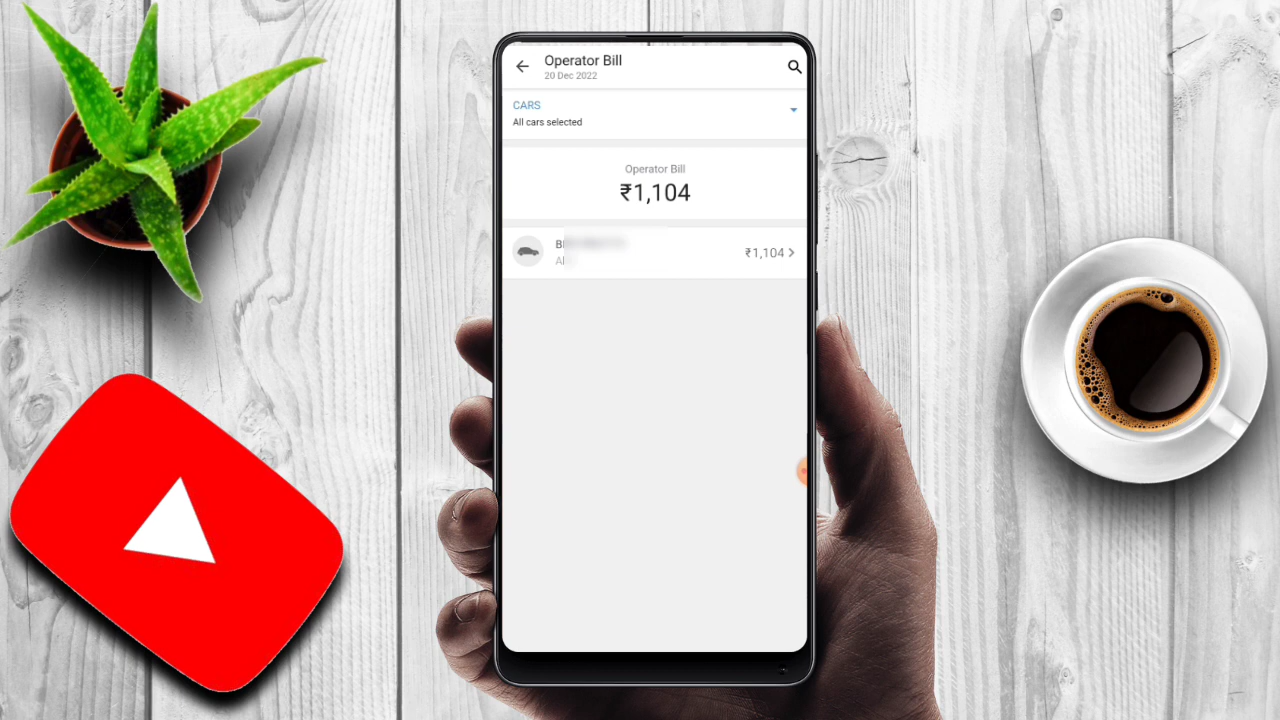 Operator Bill
20 Dec 2022
CARS
All cars selected
Operator Bill
₹1,104
₹1,104